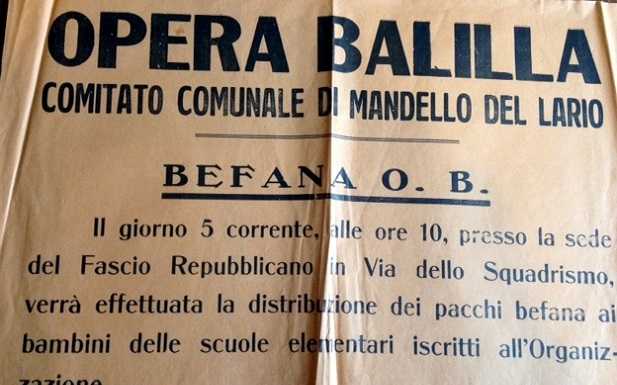 OPERA BALILLA
COMITATO COMUNALE DI MANDELLO DEL LARIO
BEFANA O. B.
Il giorno 5 corrente, alle ore 10, presso la sede
del Fascio Repubblicano in Via dello Squadrismo,
verrà effettuata la distribuzione dei pacchi befana ai
bambini delle scuole elementari iscritti all'Organiz-
zazione